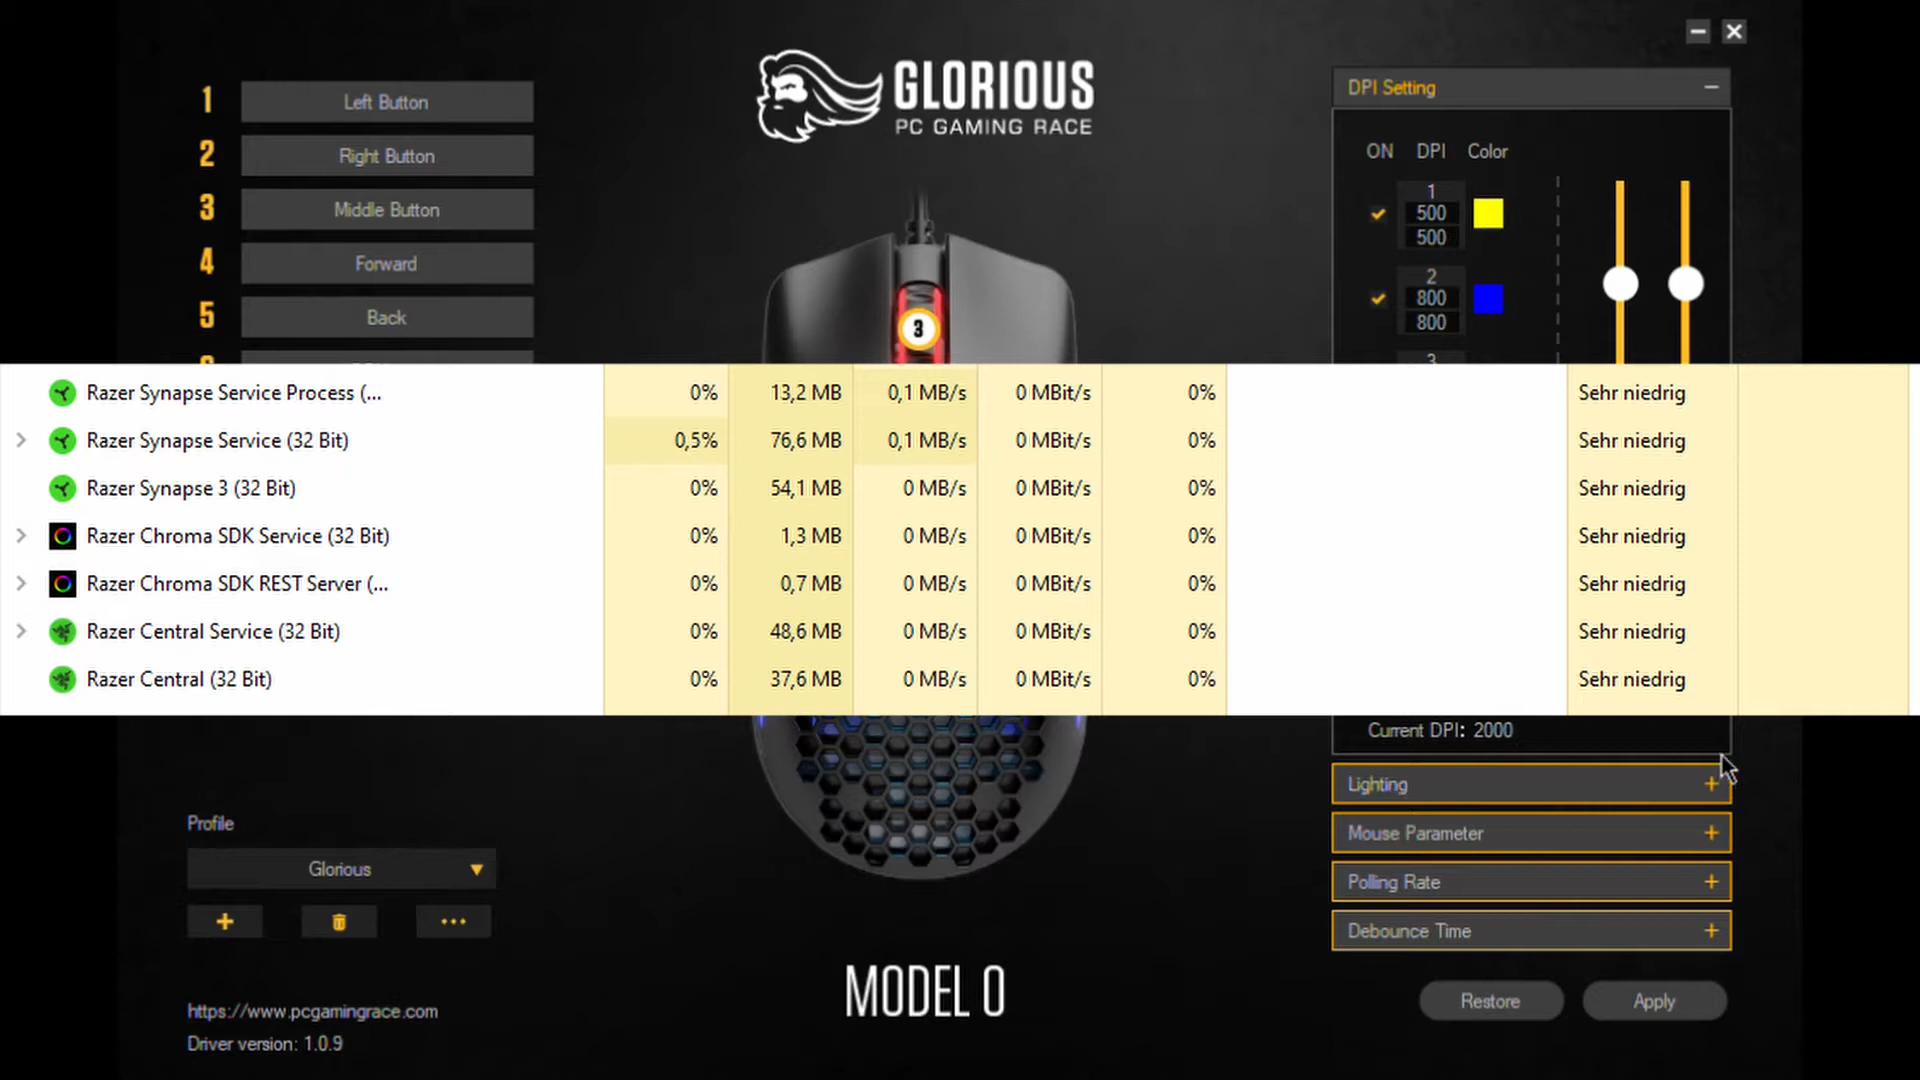 GLORIOUS
PC GAMING RACE
1 Left Button
2 Right Button
3 Middle Button
4 Forward
5 Back
3
DPI Setting
ON DPI Color
1
500
500
2
800
800
3
Razer Synapse Service Process (... 0% 13,2 MB 0,1 MB/s 0 MBit/s 0% Sehr niedrig
Razer Synapse Service (32 Bit) 0,5% 76,6 MB 0,1 MB/s 0 MBit/s 0% Sehr niedrig
Razer Synapse 3 (32 Bit) 0% 54,1 MB 0 MB/s 0 MBit/s 0% Sehr niedrig
Razer Chroma SDK Service (32 Bit) 0% 1,3 MB 0 MB/s 0 MBit/s 0% Sehr niedrig
Razer Chroma SDK REST Server (... 0% 0,7 MB 0 MB/s 0 MBit/s 0% Sehr niedrig
Razer Central Service (32 Bit) 0% 48,6 MB 0 MB/s 0 MBit/s 0% Sehr niedrig
Razer Central (32 Bit) 0% 37,6 MB 0 MB/s 0 MBit/s 0% Sehr niedrig
Current DPI: 2000
Lighting
Mouse Parameter
Polling Rate
Debounce Time
Restore Apply
Profile
Glorious
MODEL O
https://www.pcgamingrace.com
Driver version: 1.0.9